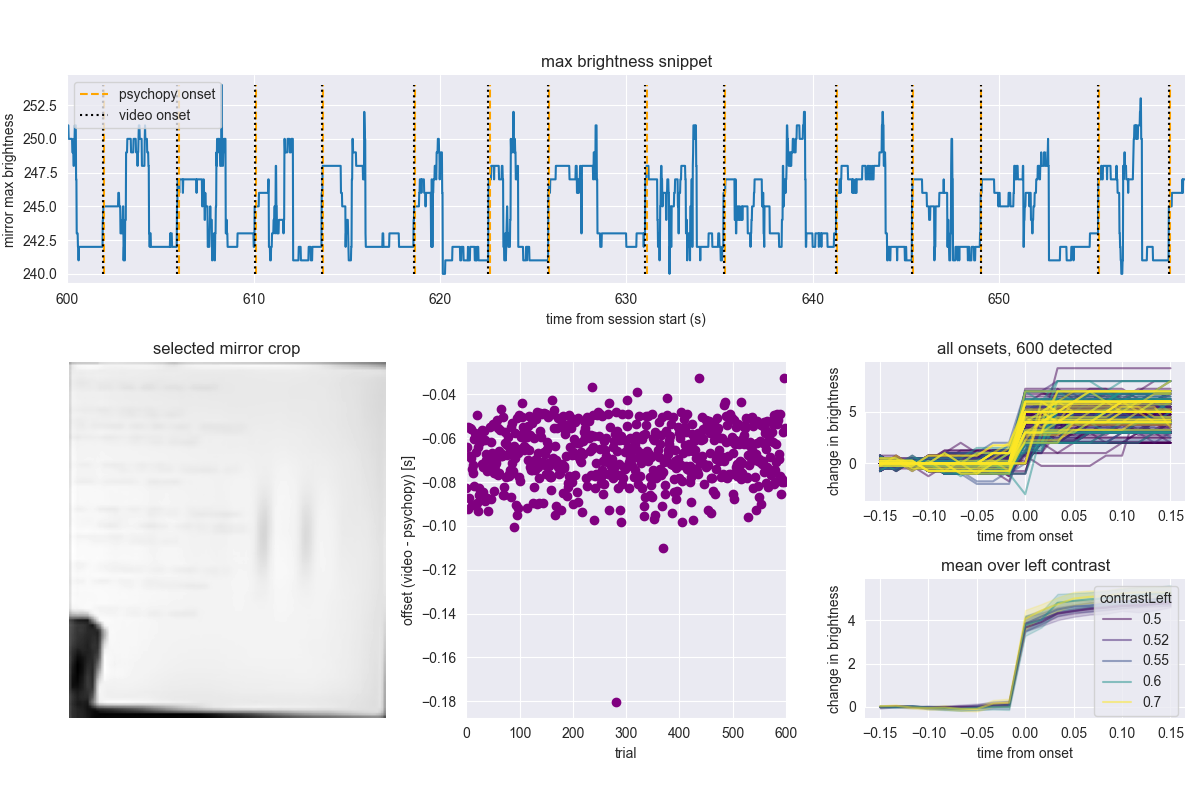 max brightness snippet
mirror max brightness
252.5
250.0
247.5
245.0
242.5
240.0
psychopy onset
video onset
600 610 620 630 640 650
time from session start (s)
selected mirror crop
offset (video - psychopy) [s]
−0.04
−0.06
−0.08
−0.10
−0.12
−0.14
−0.16
−0.18
0 100 200 300 400 500 600
trial
all onsets, 600 detected
change in brightness
5
0
−0.15 −0.10 −0.05 0.00 0.05 0.10 0.15
time from onset
mean over left contrast
change in brightness
4
2
0
contrastLeft
0.5
0.52
0.55
0.6
0.7
−0.15 −0.10 −0.05 0.00 0.05 0.10 0.15
time from onset